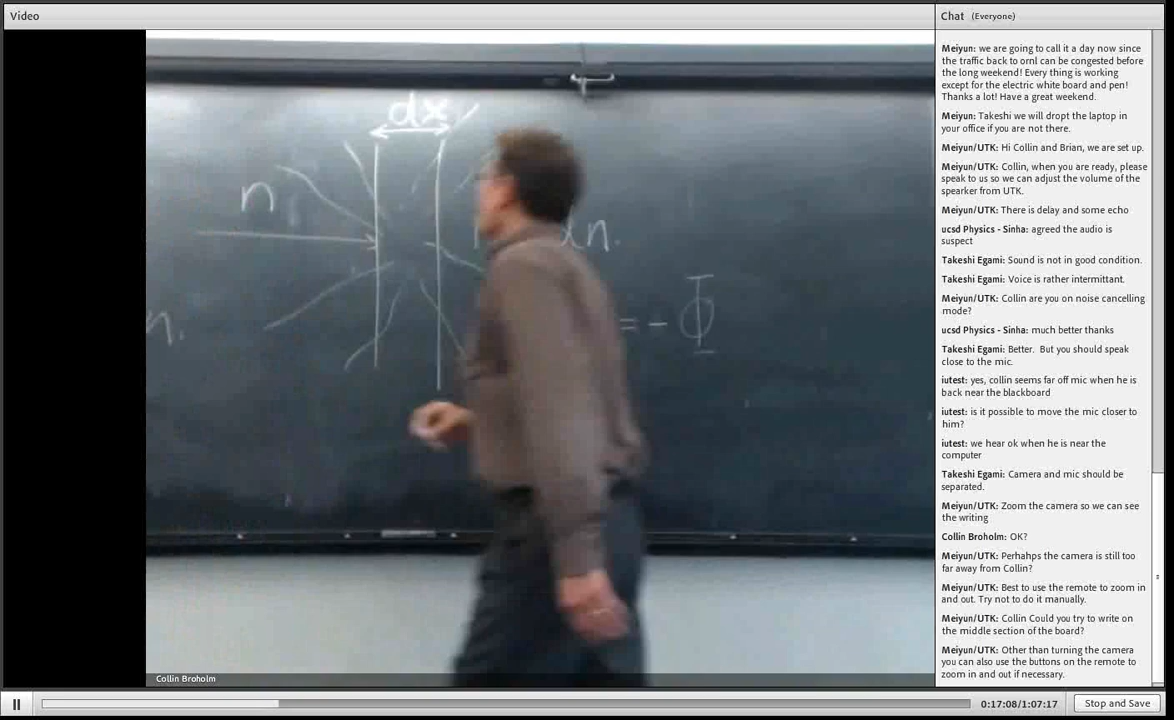 Video
Chat (Everyone)
Meiyun: we are going to call it a day now since
the traffic back to ornl can be congested before
the long weekend! Every thing is working
except for the electric white board and pen!
Thanks a lot! Have a great weekend.
Meiyun: Takeshi we will dropt the laptop in
your office if you are not there.
Meiyun/UTK: Hi Collin and Brian, we are set up.
Meiyun/UTK: Collin, when you are ready, please
speak to us so we can adjust the volume of the
spearker from UTK.
Meiyun/UTK: There is delay and some echo
ucsd Physics - Sinha: agreed the audio is
suspect
Takeshi Egami: Sound is not in good condition.
Takeshi Egami: Voice is rather intermittant.
Meiyun/UTK: Collin are you on noise cancelling
mode?
ucsd Physics - Sinha: much better thanks
Takeshi Egami: Better.  But you should speak
close to the mic.
iutest: yes, collin seems far off mic when he is
back near the blackboard
iutest: is it possible to move the mic closer to
him?
iutest: we hear ok when he is near the
computer
Takeshi Egami: Camera and mic should be
separated.
Meiyun/UTK: Zoom the camera so we can see
the writing
Collin Broholm: OK?
Meiyun/UTK: Perhahps the camera is still too
far away from Collin?
Meiyun/UTK: Best to use the remote to zoom in
and out. Try not to do it manually.
Meiyun/UTK: Collin Could you try to write on
the middle section of the board?
Meiyun/UTK: Other than turning the camera
you can also use the buttons on the remote to
zoom in and out if necessary.
dx
n
dn.
n.
= - Φ
Collin Broholm
0:17:08/1:07:17
Stop and Save